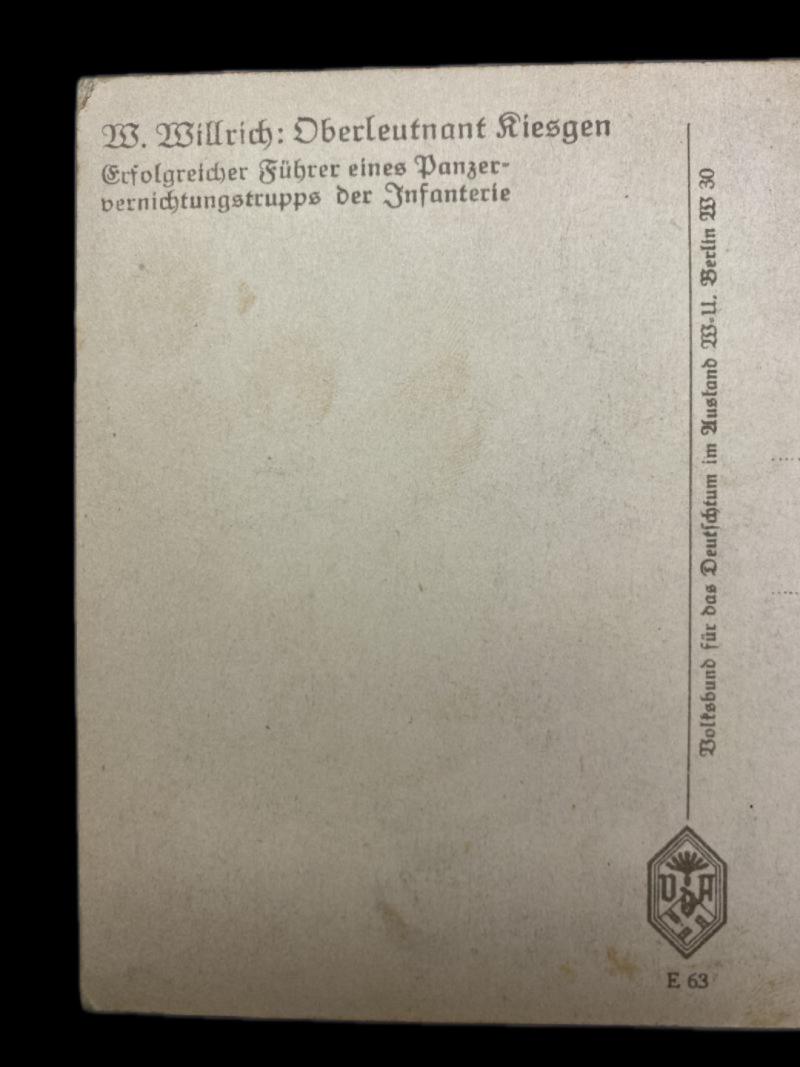 W. Willrich: Oberleutnant Kiesgen
Erfolgreicher Führer eines Panzer-
vernichtungstrupps der Infanterie
Volksbund für das Deutschtum im Ausland W-U. Berlin W 30
VDA
E 63